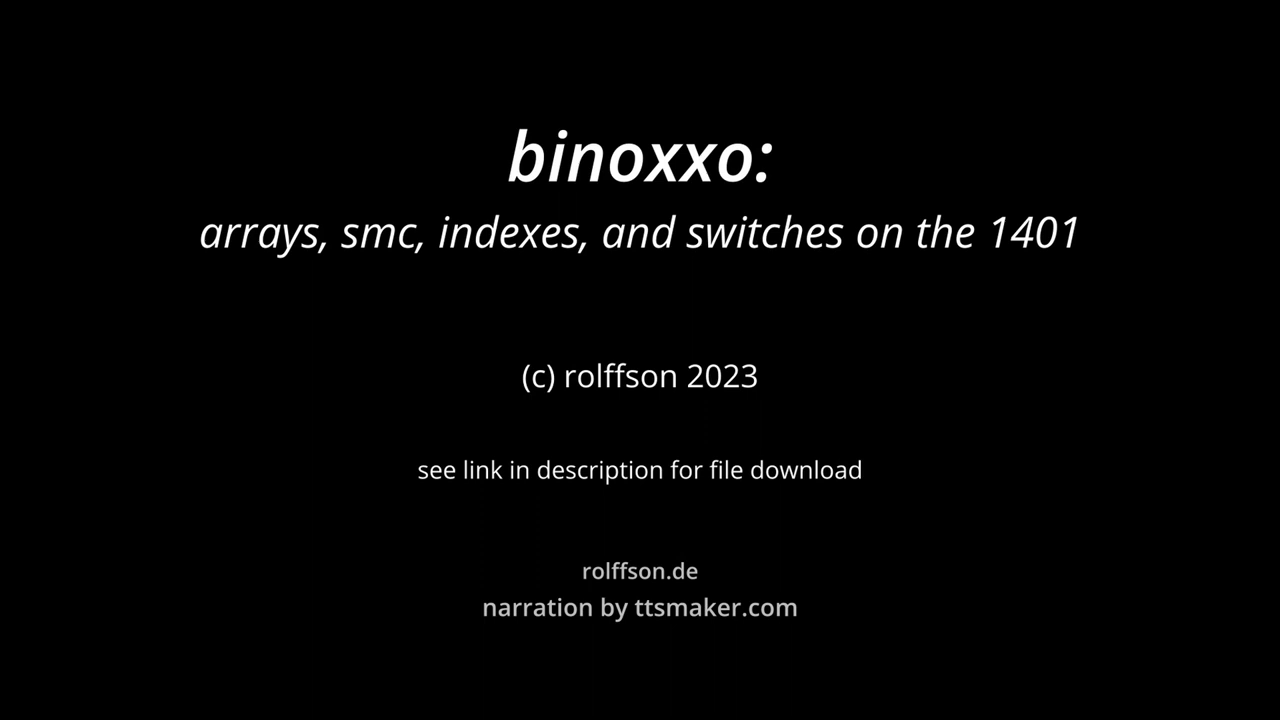 binoxxo:
arrays, smc, indexes, and switches on the 1401
(c) rolffson 2023
see link in description for file download
rolffson.de
narration by ttsmaker.com